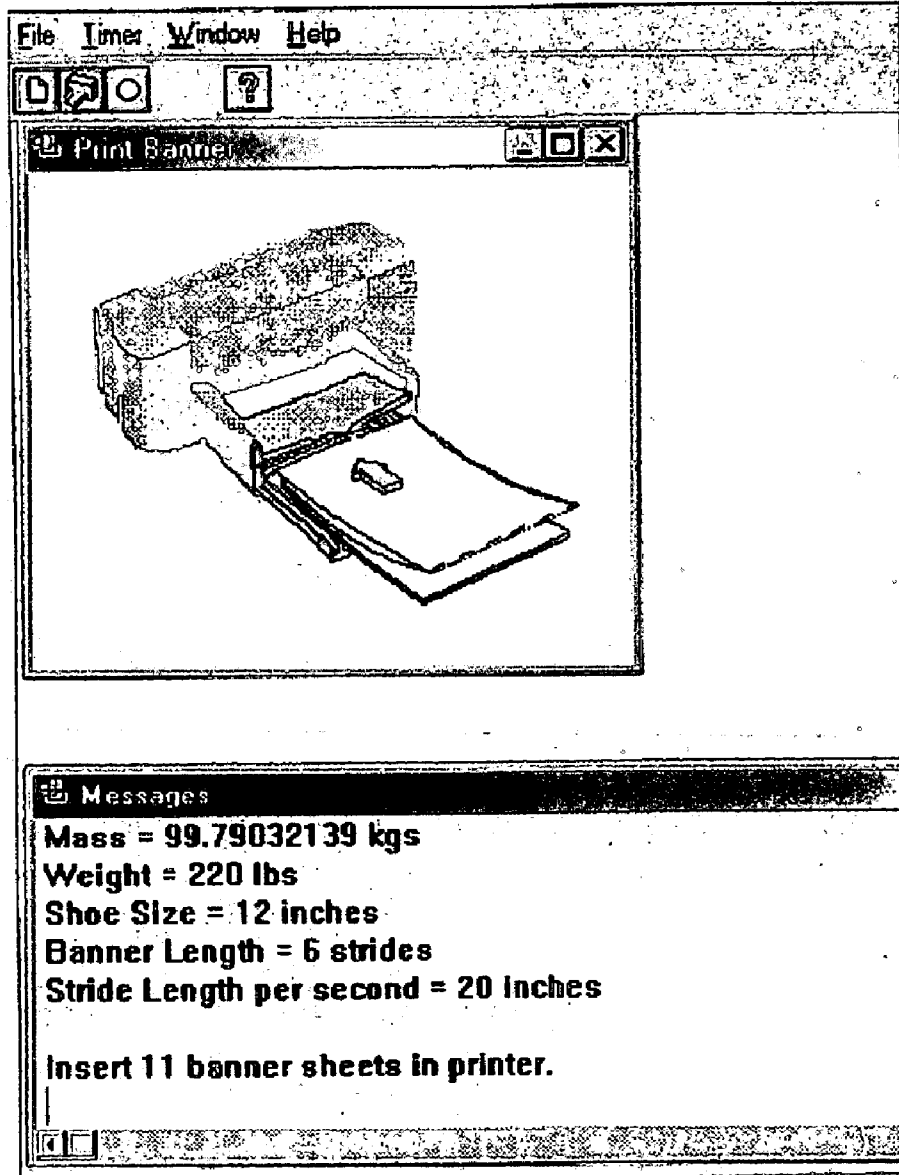 File Timer Window Help
?
Print Banner
Messages
Mass = 99.79032139 kgs
Weight = 220 lbs
Shoe Size = 12 inches
Banner Length = 6 strides
Stride Length per second = 20 inches
Insert 11 banner sheets in printer.